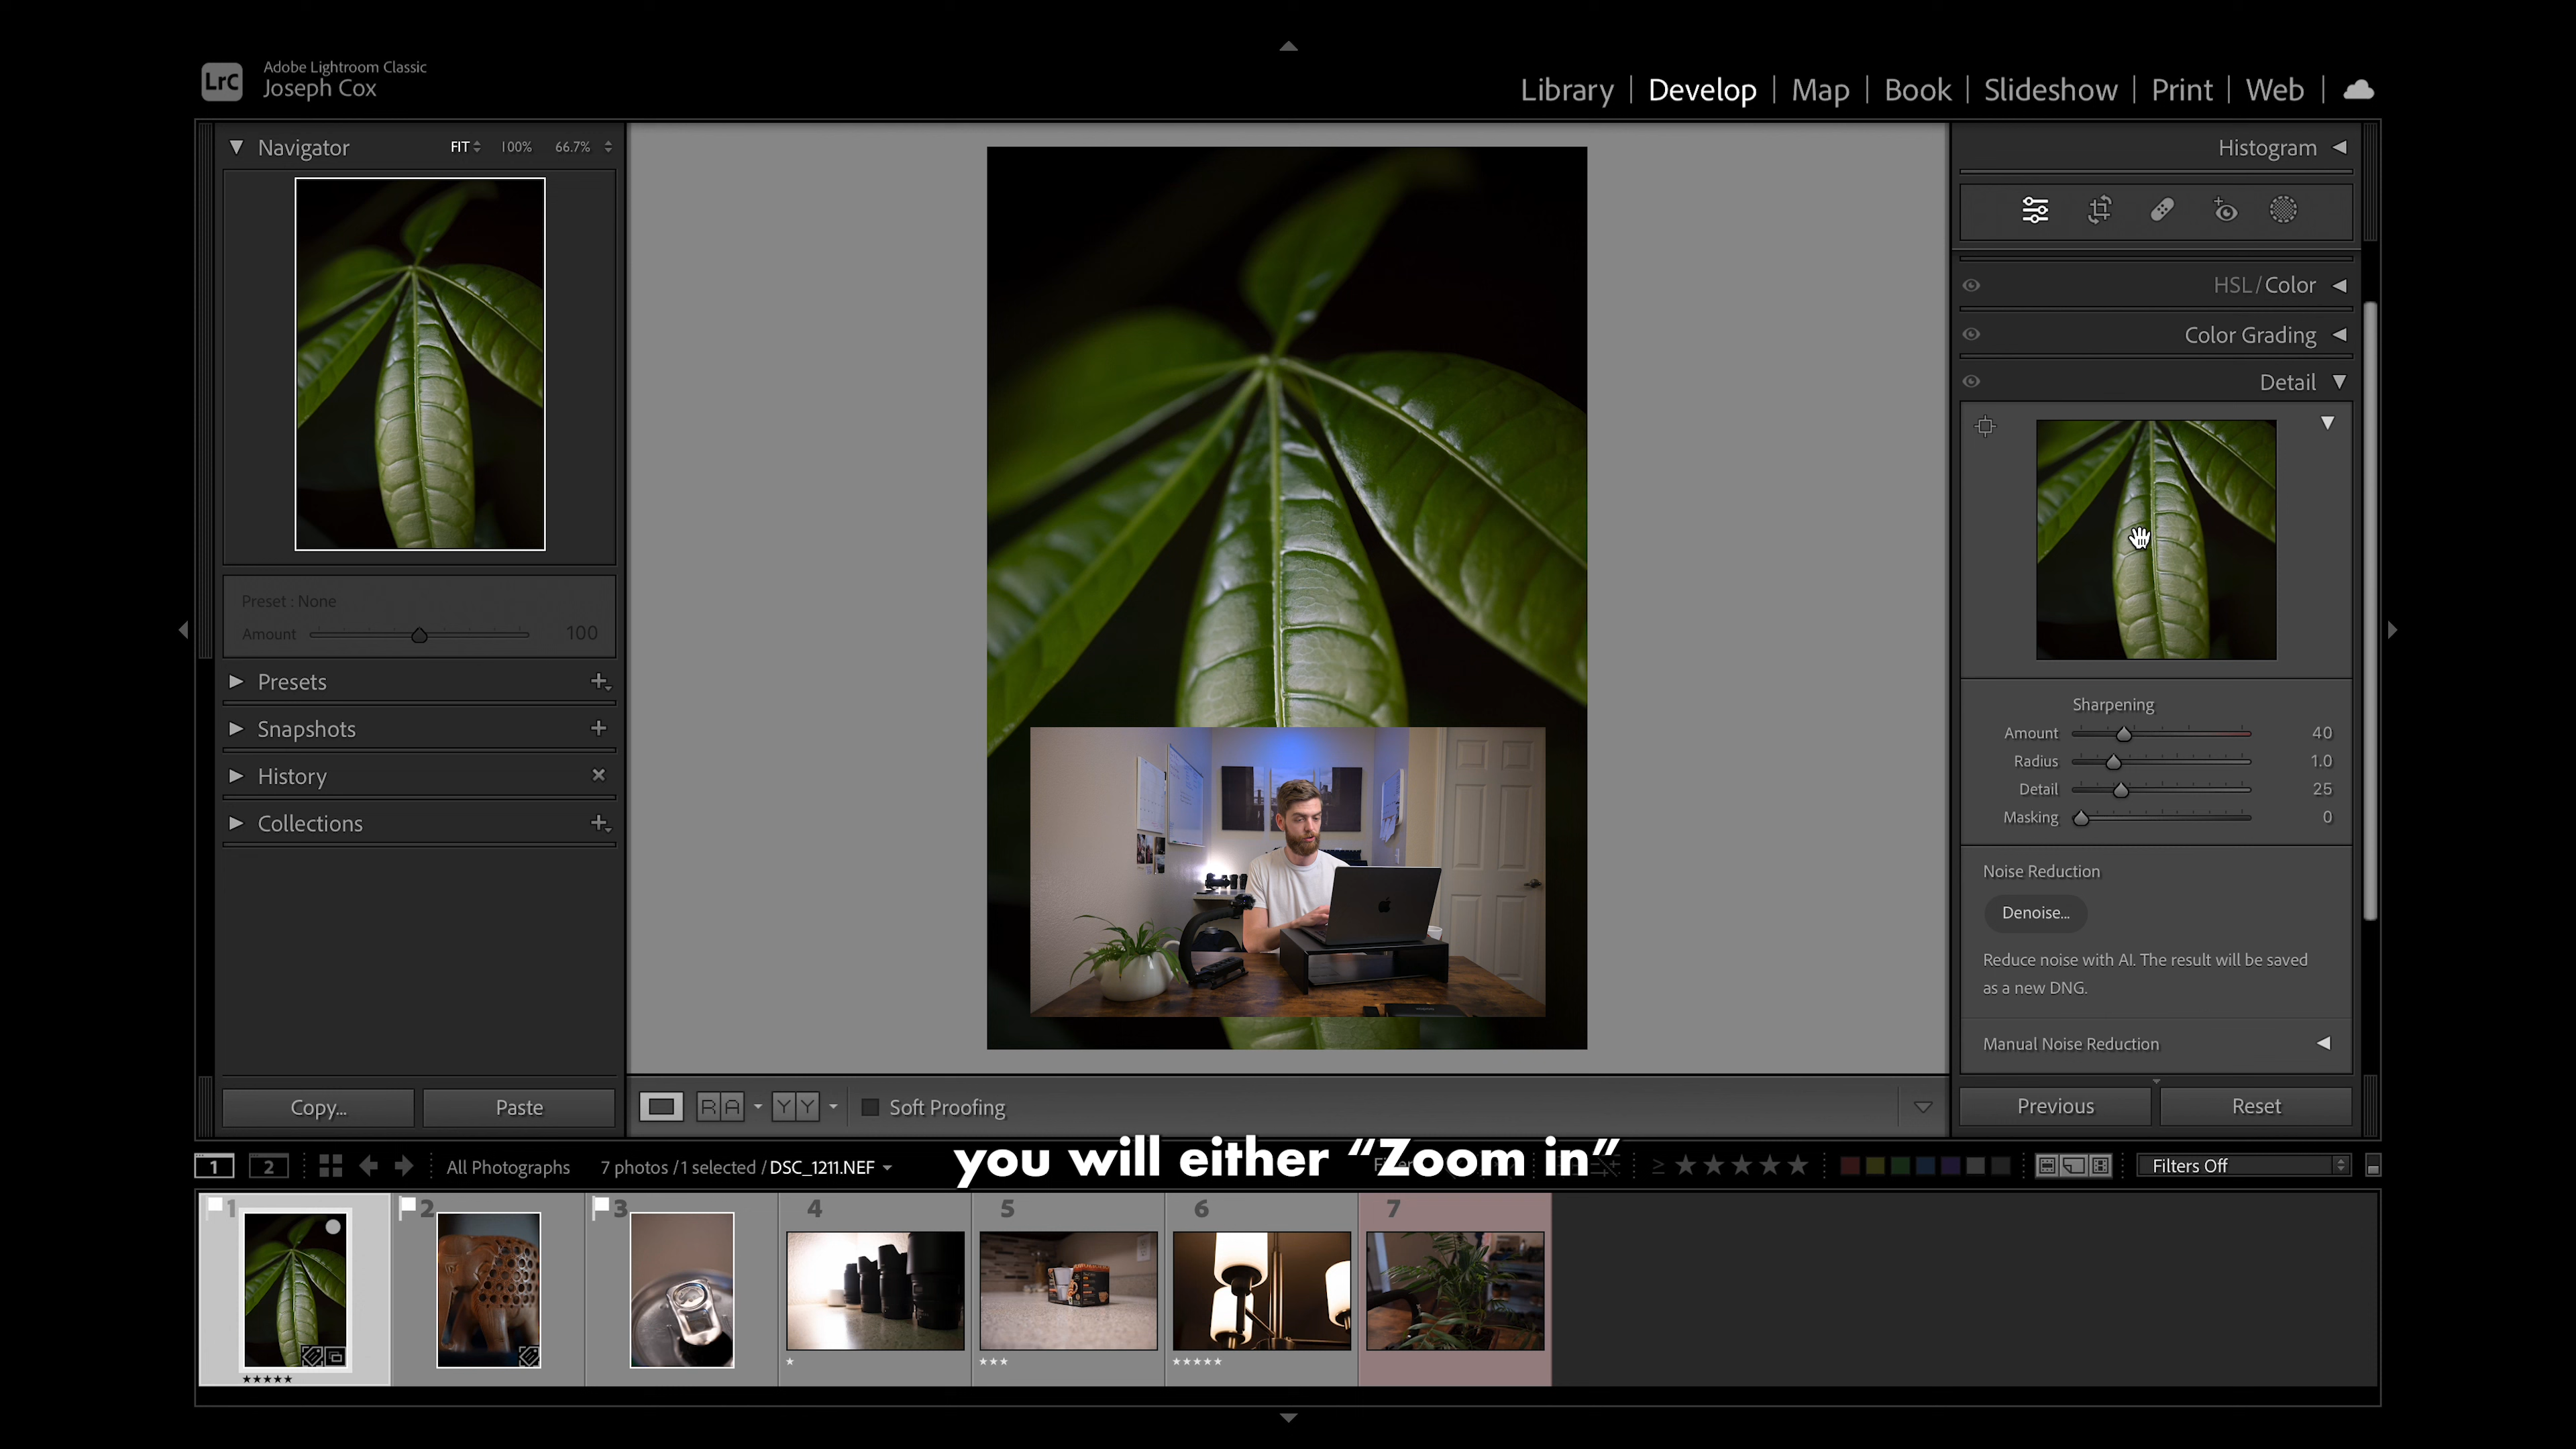 LrC
Adobe Lightroom Classic
Joseph Cox
Library | Develop | Map | Book | Slideshow | Print | Web
Navigator FIT 100% 66.7%
Histogram
HSL / Color
Color Grading
Detail
Preset : None
Amount 100
Presets
Snapshots
History
Collections
Sharpening
Amount 40
Radius 1.0
Detail 25
Masking 0
Noise Reduction
Denoise...
Reduce noise with AI. The result will be saved
as a new DNG.
Manual Noise Reduction
Copy... Paste
R A Y Y Soft Proofing
Previous Reset
you will either “Zoom in”
1 2 All Photographs 7 photos / 1 selected / DSC_1211.NEF
≥ ★★★★★ Filters Off
1 2 3 4 5 6 7